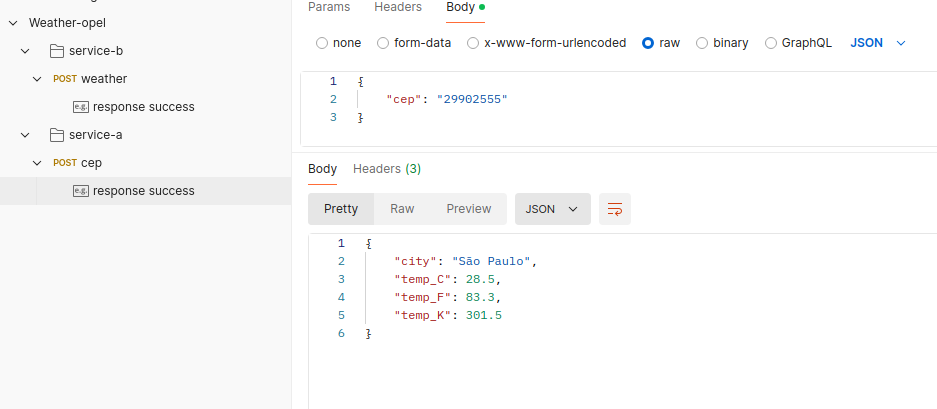 Weather-opel
service-b
POST weather
e.g. response success
service-a
POST cep
e.g. response success
Params Headers Body
none form-data x-www-form-urlencoded raw binary GraphQL JSON
1 {
2 "cep": "29902555"
3 }
Body Headers (3)
Pretty Raw Preview JSON
1 {
2 "city": "São Paulo",
3 "temp_C": 28.5,
4 "temp_F": 83.3,
5 "temp_K": 301.5
6 }